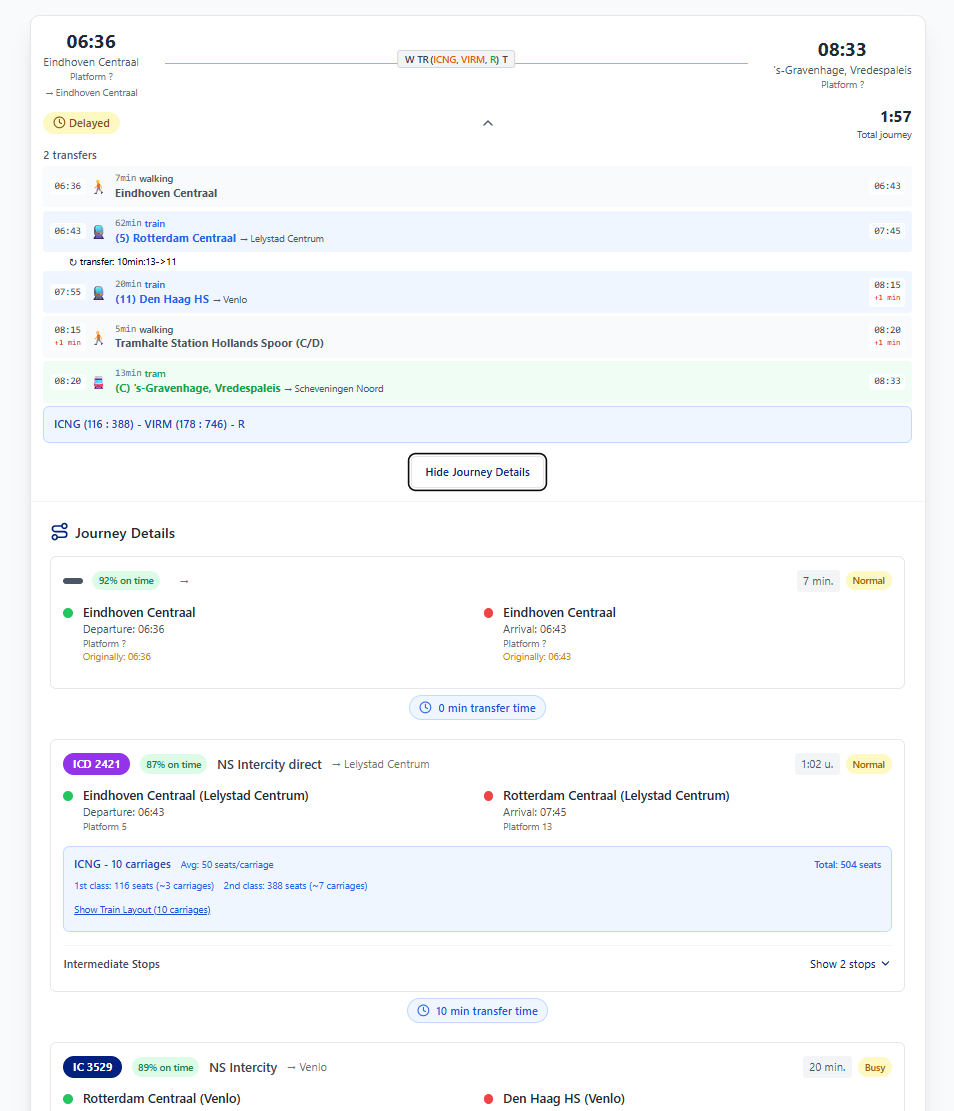 06:36
Eindhoven Centraal
Platform ?
→ Eindhoven Centraal
W TR (ICNG, VIRM, R) T
08:33
's-Gravenhage, Vredespaleis
Platform ?
Delayed
1:57
Total journey
2 transfers
06:36
7min walking
Eindhoven Centraal
06:43
06:43
62min train
(5) Rotterdam Centraal → Lelystad Centrum
07:45
↻ transfer: 10min:13->11
07:55
20min train
(11) Den Haag HS → Venlo
08:15
+1 min
08:15
+1 min
5min walking
Tramhalte Station Hollands Spoor (C/D)
08:20
+1 min
08:20
13min tram
(C) 's-Gravenhage, Vredespaleis → Scheveningen Noord
08:33
ICNG (116 : 388) - VIRM (178 : 746) - R
Hide Journey Details
Journey Details
92% on time →
7 min. Normal
Eindhoven Centraal
Departure: 06:36
Platform ?
Originally: 06:36
Eindhoven Centraal
Arrival: 06:43
Platform ?
Originally: 06:43
0 min transfer time
ICD 2421 87% on time NS Intercity direct → Lelystad Centrum
1:02 u. Normal
Eindhoven Centraal (Lelystad Centrum)
Departure: 06:43
Platform 5
Rotterdam Centraal (Lelystad Centrum)
Arrival: 07:45
Platform 13
ICNG - 10 carriages Avg: 50 seats/carriage
Total: 504 seats
1st class: 116 seats (~3 carriages) 2nd class: 388 seats (~7 carriages)
Show Train Layout (10 carriages)
Intermediate Stops
Show 2 stops
10 min transfer time
IC 3529 89% on time NS Intercity → Venlo
20 min. Busy
Rotterdam Centraal (Venlo)
Den Haag HS (Venlo)